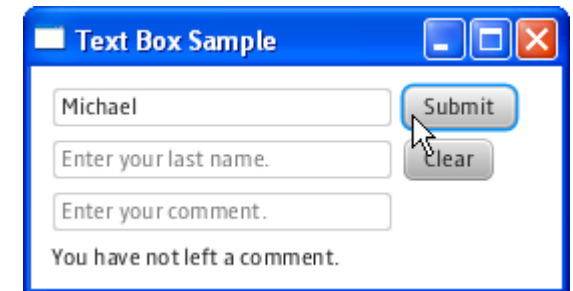 Text Box Sample
Michael
Submit
Enter your last name.
Clear
Enter your comment.
You have not left a comment.